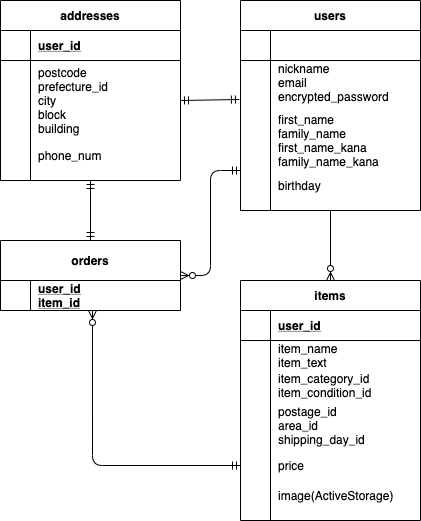 addresses
user_id
postcode
prefecture_id
city
block
building
phone_num
users
nickname
email
encrypted_password
first_name
family_name
first_name_kana
family_name_kana
birthday
orders
user_id
item_id
items
user_id
item_name
item_text
item_category_id
item_condition_id
postage_id
area_id
shipping_day_id
price
image(ActiveStorage)